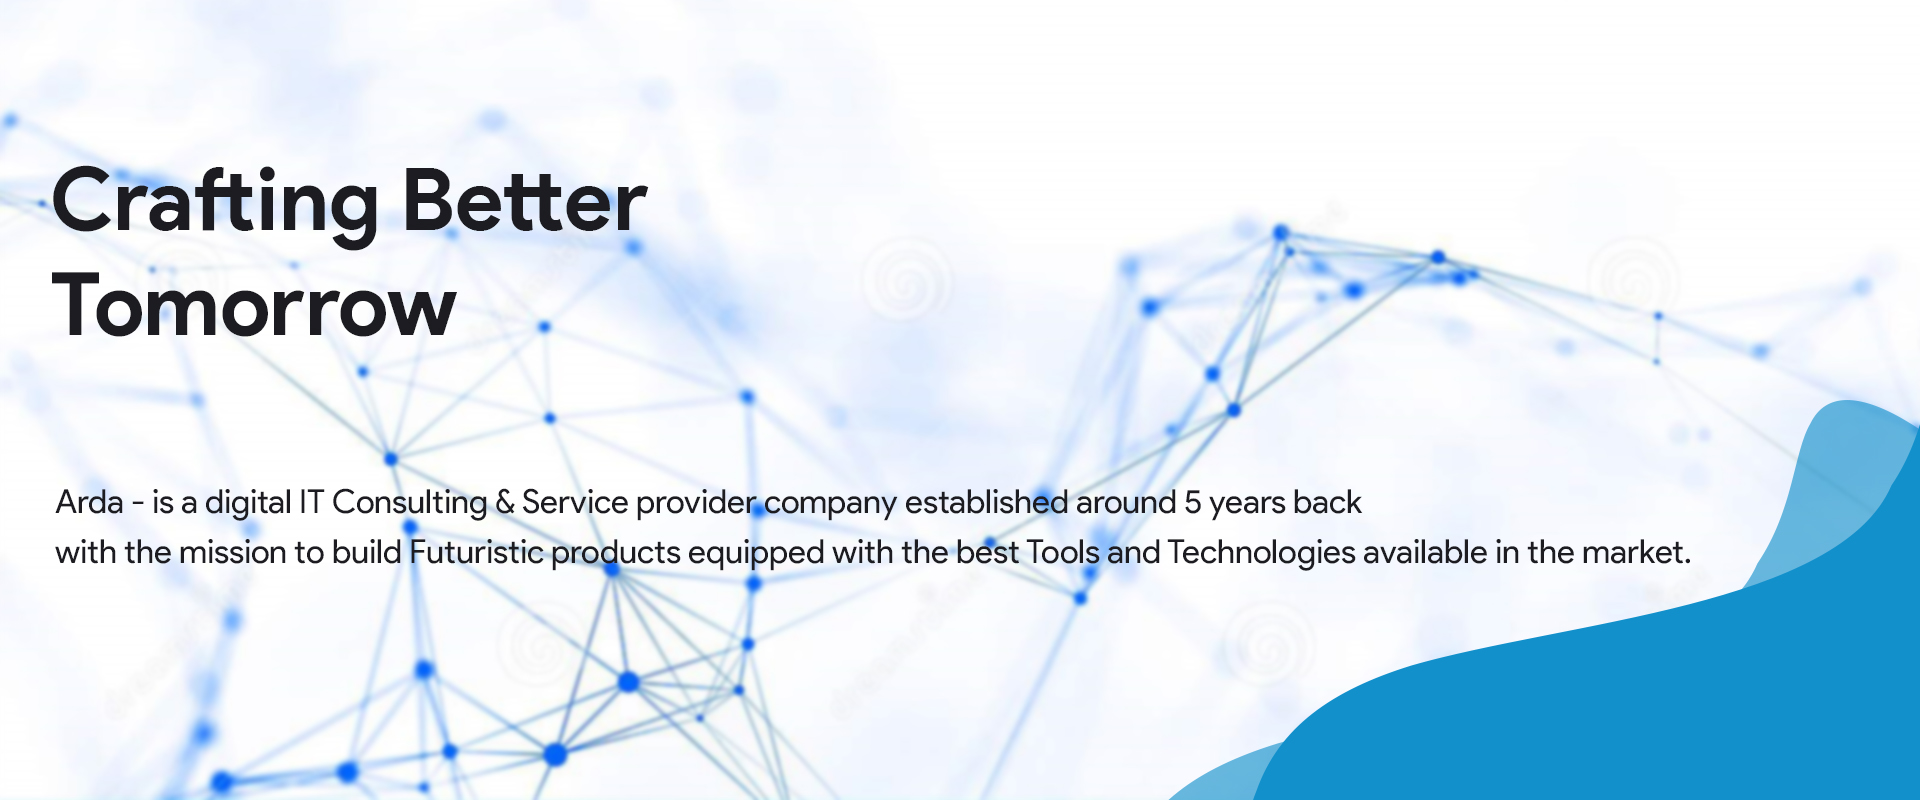 Crafting Better
Tomorrow
Arda - is a digital IT Consulting & Service provider company established around 5 years back
with the mission to build Futuristic products equipped with the best Tools and Technologies available in the market.